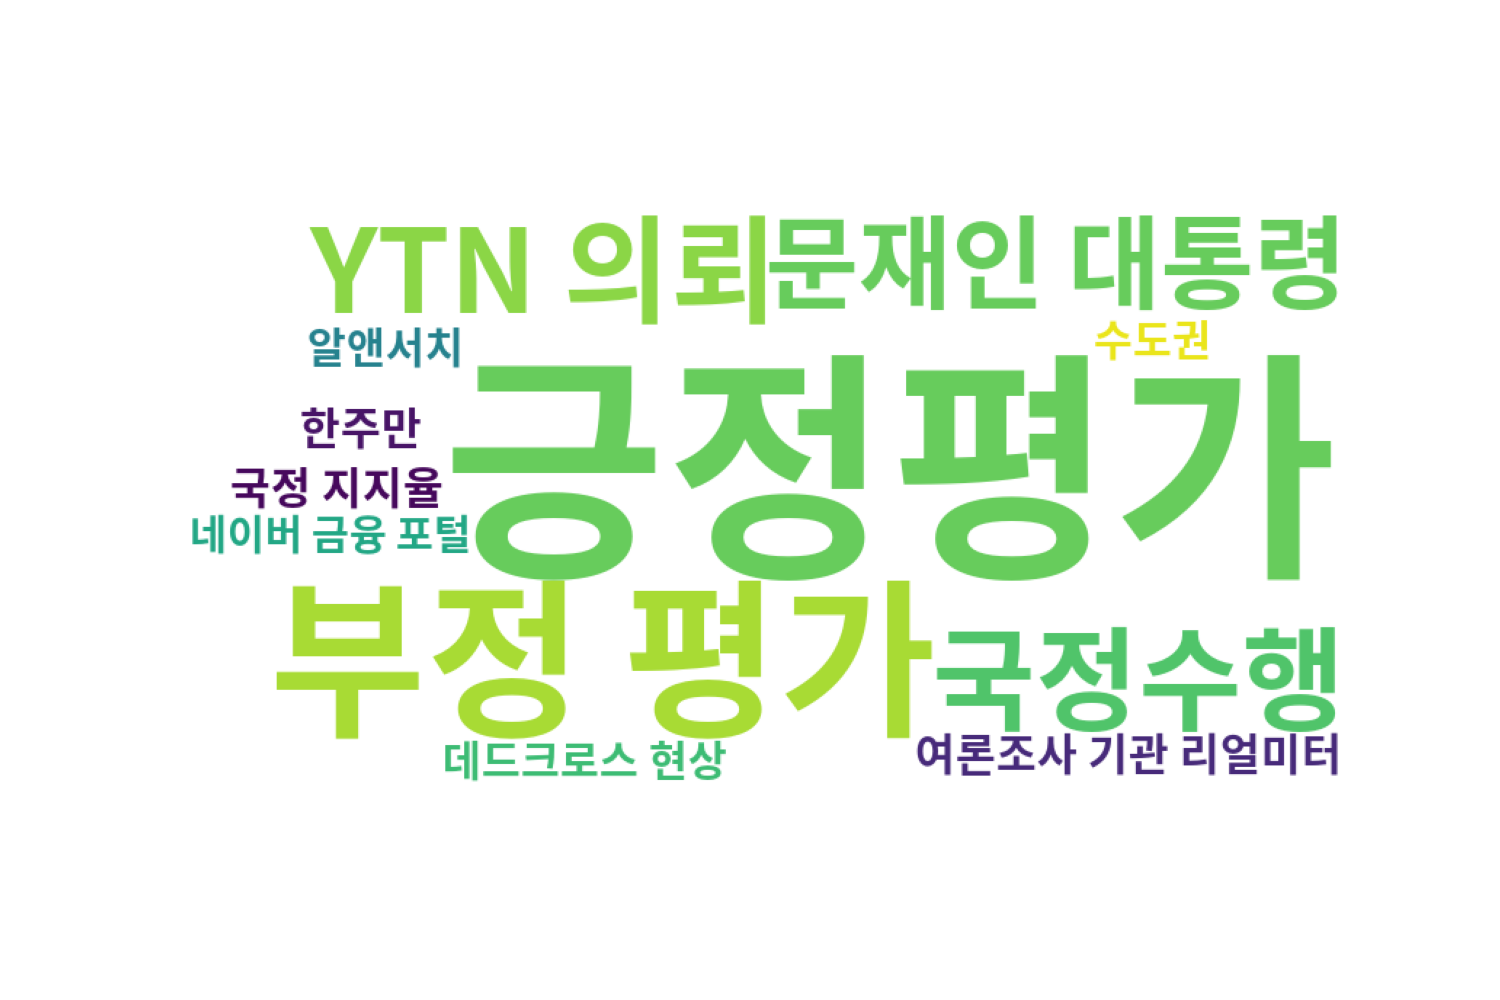 YTN 의뢰
문재인 대통령
알앤서치
수도권
긍정평가
한주만
국정 지지율
네이버 금융 포털
부정 평가
국정수행
데드크로스 현상
여론조사 기관 리얼미터